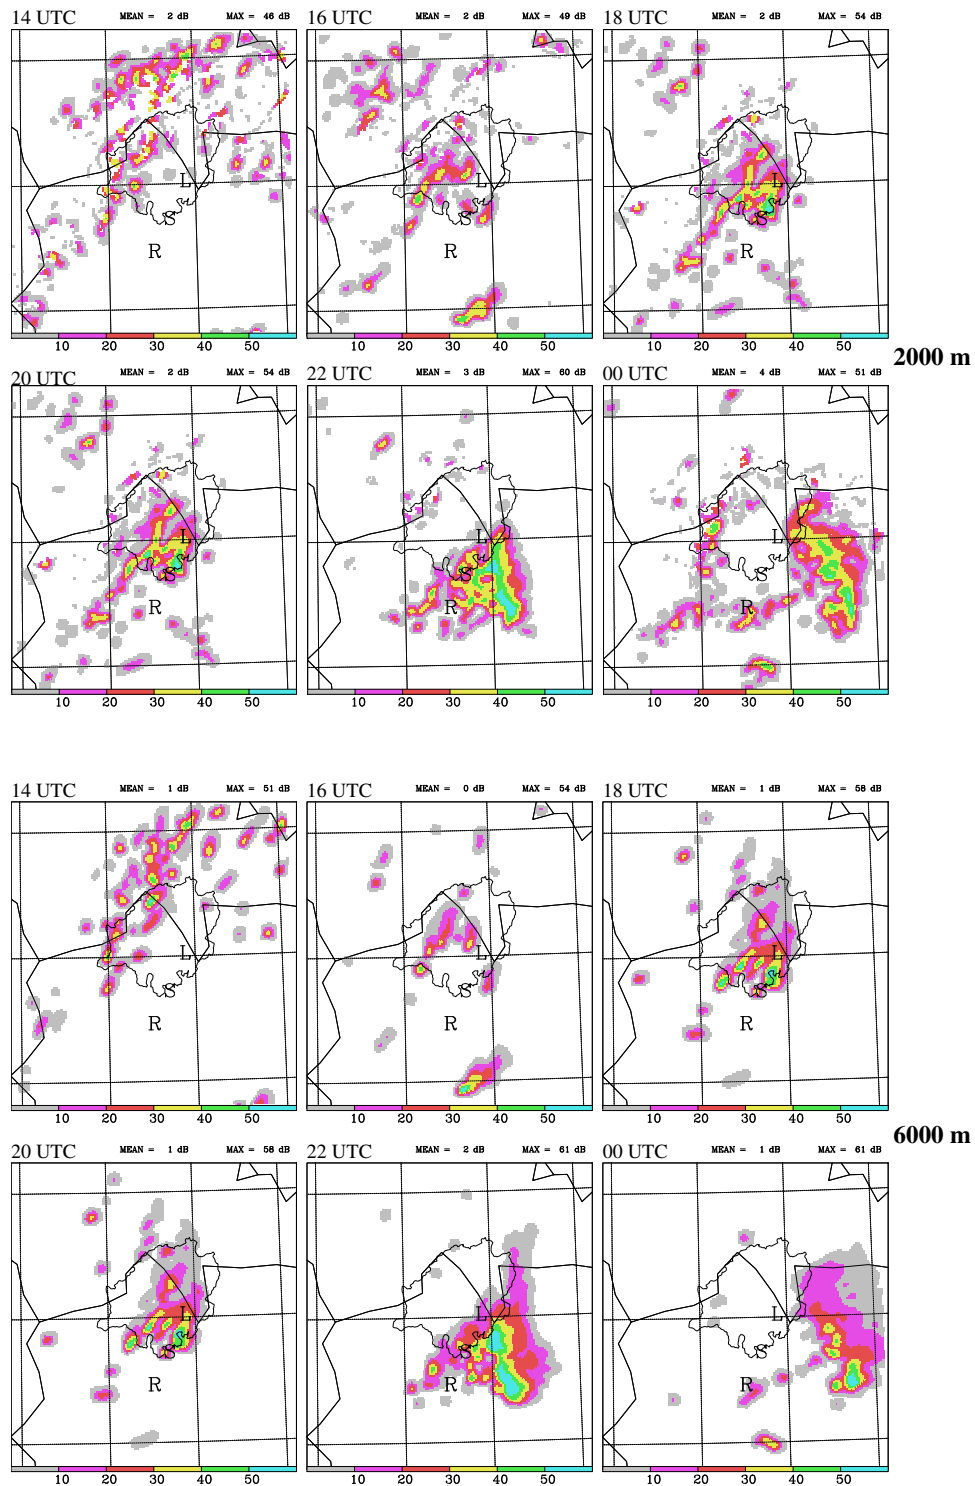 14 UTC MEAN = 2 dB MAX = 46 dB
16 UTC MEAN = 2 dB MAX = 49 dB
18 UTC MEAN = 2 dB MAX = 54 dB
L
S
R
L
S
R
L
S
R
10 20 30 40 50
10 20 30 40 50
10 20 30 40 50
2000 m
20 UTC MEAN = 2 dB MAX = 54 dB
22 UTC MEAN = 3 dB MAX = 60 dB
00 UTC MEAN = 4 dB MAX = 51 dB
L
S
R
L
S
R
L
S
R
10 20 30 40 50
10 20 30 40 50
10 20 30 40 50
14 UTC MEAN = 1 dB MAX = 51 dB
16 UTC MEAN = 0 dB MAX = 54 dB
18 UTC MEAN = 1 dB MAX = 58 dB
L
S
R
L
S
R
L
S
R
10 20 30 40 50
10 20 30 40 50
10 20 30 40 50
6000 m
20 UTC MEAN = 1 dB MAX = 58 dB
22 UTC MEAN = 2 dB MAX = 61 dB
00 UTC MEAN = 1 dB MAX = 61 dB
L
S
R
L
S
R
L
S
R
10 20 30 40 50
10 20 30 40 50
10 20 30 40 50